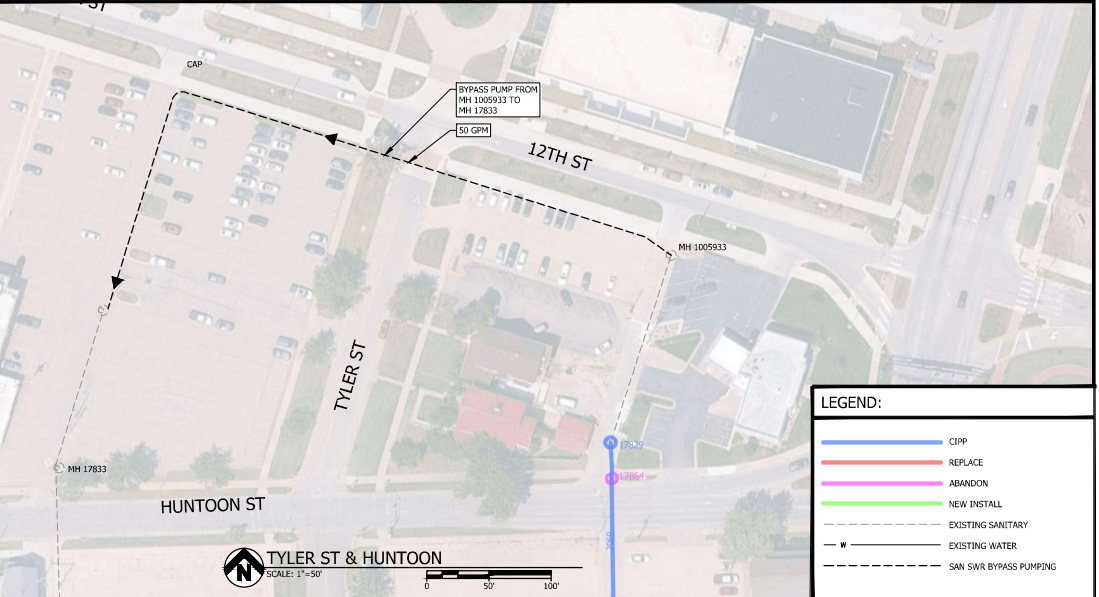 ST
CAP
BYPASS PUMP FROM
MH 1005933 TO
MH 17833
50 GPM
12TH ST
MH 1005933
TYLER ST
17829
17864
MH 17833
HUNTOON ST
N
TYLER ST & HUNTOON
SCALE: 1"=50'
0 50' 100'
LEGEND:
CIPP
REPLACE
ABANDON
NEW INSTALL
EXISTING SANITARY
W EXISTING WATER
SAN SWR BYPASS PUMPING